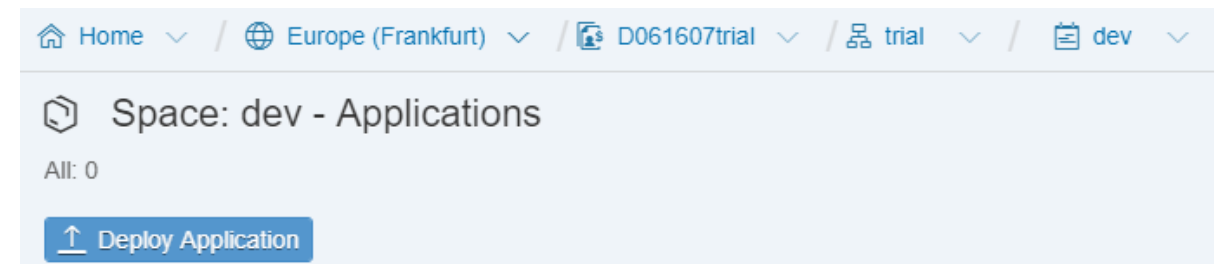 Home / Europe (Frankfurt) / D061607trial / trial / dev
Space: dev - Applications
All: 0
Deploy Application